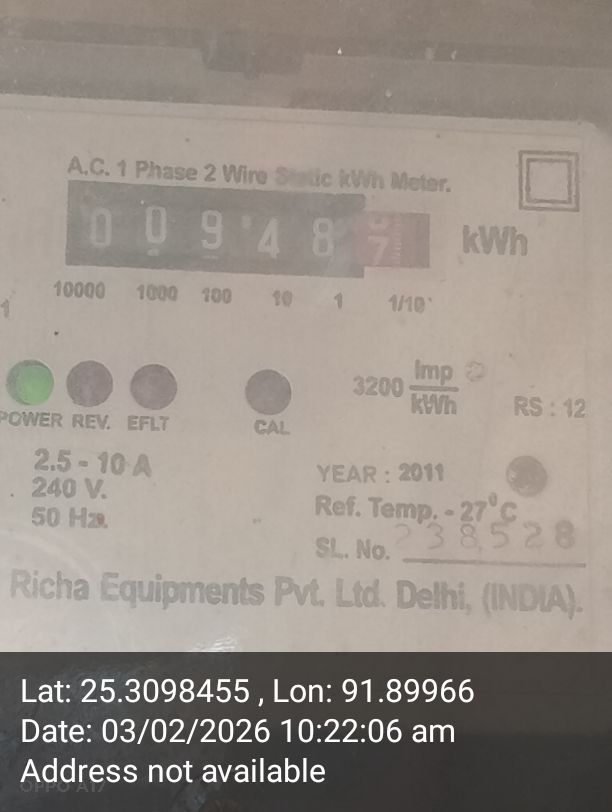 A.C. 1 Phase 2 Wire Static kWh Meter.
0 0 9 4 8 7 kWh
10000 1000 100 10 1 1/10
1
3200 Imp/kWh
RS : 12
POWER REV. EFLT CAL
2.5 - 10 A
240 V.
50 Hz.
YEAR : 2011
Ref. Temp. - 27°C
SL. No. 238528
Richa Equipments Pvt. Ltd. Delhi, (INDIA).
Lat: 25.3098455 , Lon: 91.89966
Date: 03/02/2026 10:22:06 am
Address not available
OPPO A17